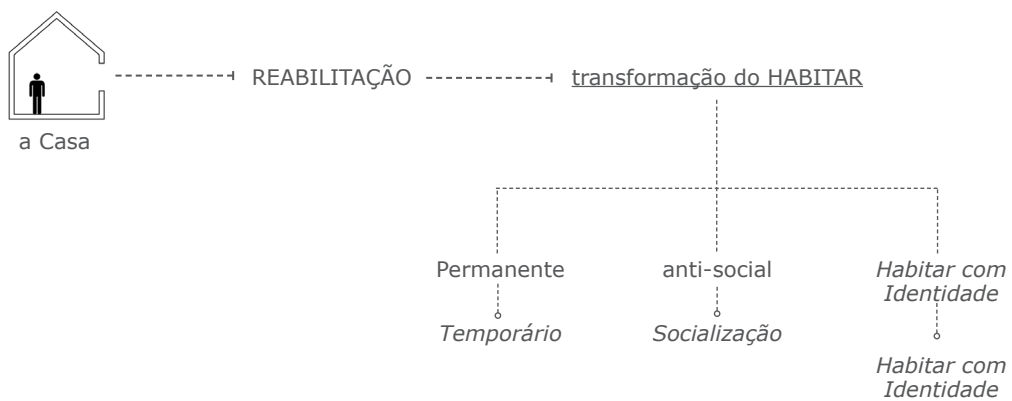 REABILITAÇÃO
transformação do HABITAR
a Casa
Permanente
anti-social
Habitar com
Identidade
Temporário
Socialização
Habitar com
Identidade